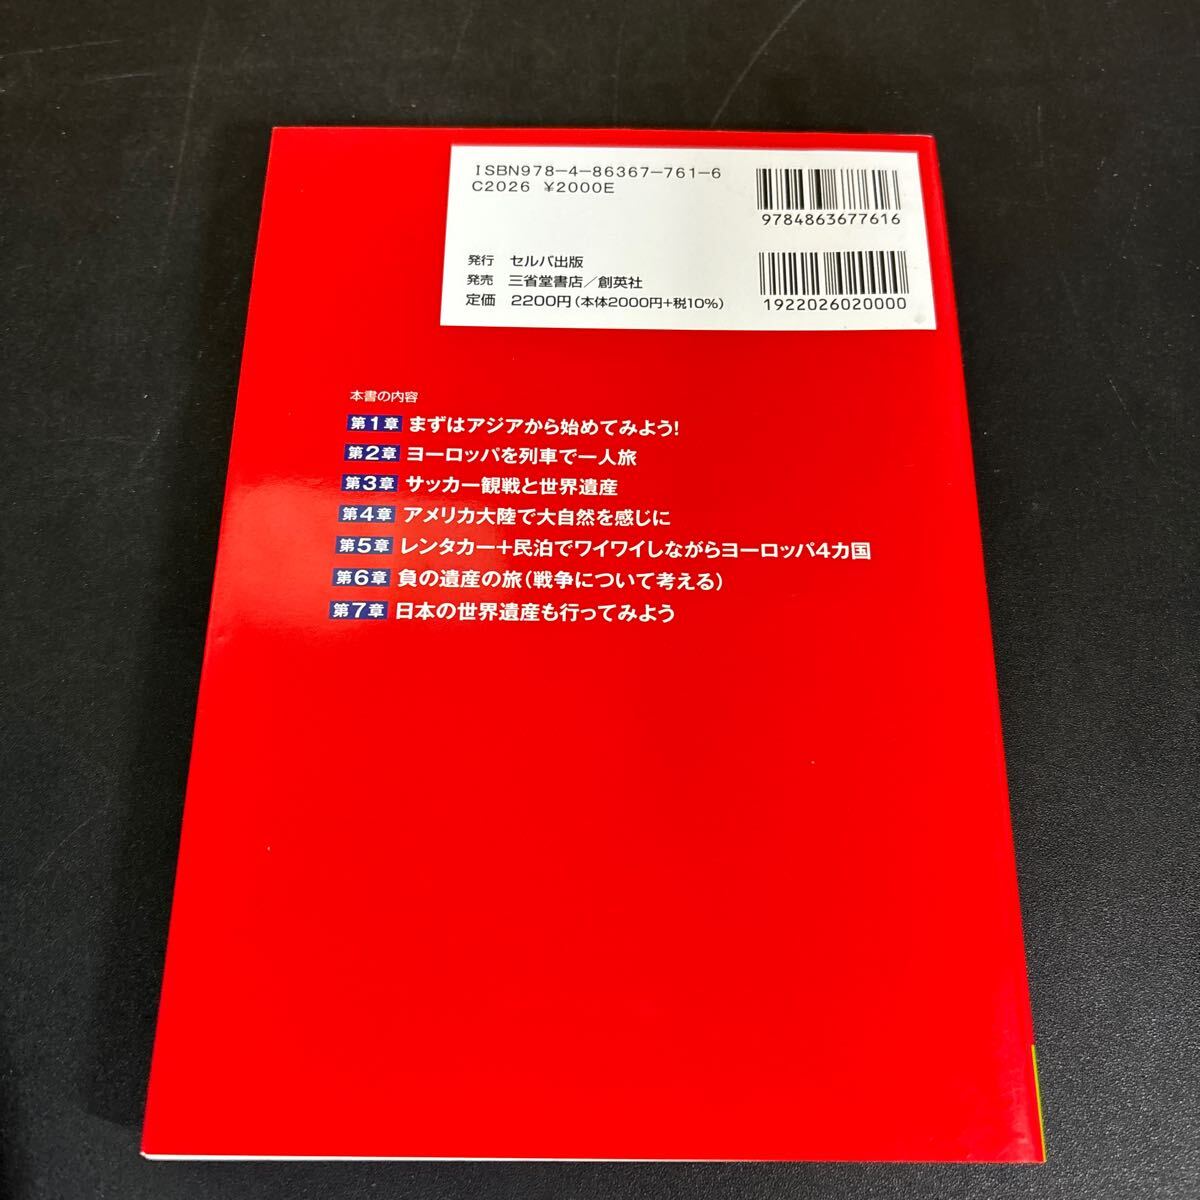 ISBN978-4-86367-761-6
C2026 ¥2000E
9784863677616
発行 セルバ出版
発売 三省堂書店／創英社
定価 2200円（本体2000円+税10%）
1922026020000
本書の内容
第1章 まずはアジアから始めてみよう！
第2章 ヨーロッパを列車で一人旅
第3章 サッカー観戦と世界遺産
第4章 アメリカ大陸で大自然を感じに
第5章 レンタカー＋民泊でワイワイしながらヨーロッパ4カ国
第6章 負の遺産の旅（戦争について考える）
第7章 日本の世界遺産も行ってみよう